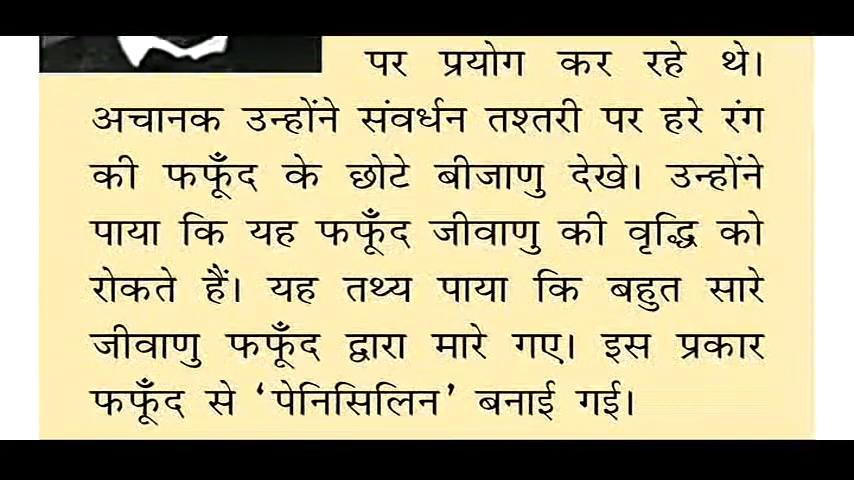 पर प्रयोग कर रहे थे।
अचानक उन्होंने संवर्धन तश्तरी पर हरे रंग
की फफूँद के छोटे बीजाणु देखे। उन्होंने
पाया कि यह फफूँद जीवाणु की वृद्धि को
रोकते हैं। यह तथ्य पाया कि बहुत सारे
जीवाणु फफूँद द्वारा मारे गए। इस प्रकार
फफूँद से ‘पेनिसिलिन’ बनाई गई।